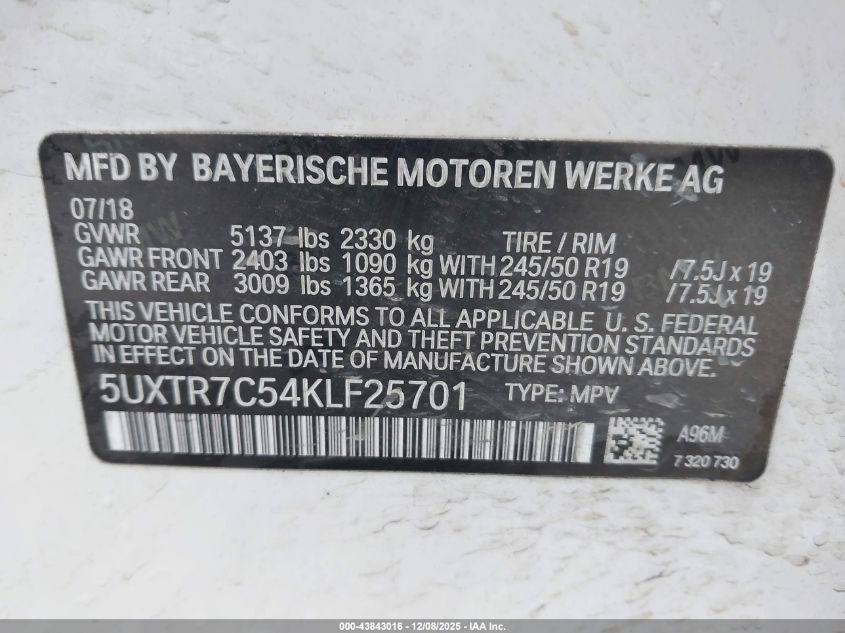 MFD BY BAYERISCHE MOTOREN WERKE AG
07/18
GVWR 5137 lbs 2330 kg TIRE / RIM
GAWR FRONT 2403 lbs 1090 kg WITH 245/50 R19 /7.5J x 19
GAWR REAR 3009 lbs 1365 kg WITH 245/50 R19 /7.5J x 19
THIS VEHICLE CONFORMS TO ALL APPLICABLE U. S. FEDERAL
MOTOR VEHICLE SAFETY AND THEFT PREVENTION STANDARDS
IN EFFECT ON THE DATE OF MANUFACTURE SHOWN ABOVE.
5UXTR7C54KLF25701 TYPE: MPV
A96M
7 320 730
000-43843016 - 12/08/2025 - IAA Inc.